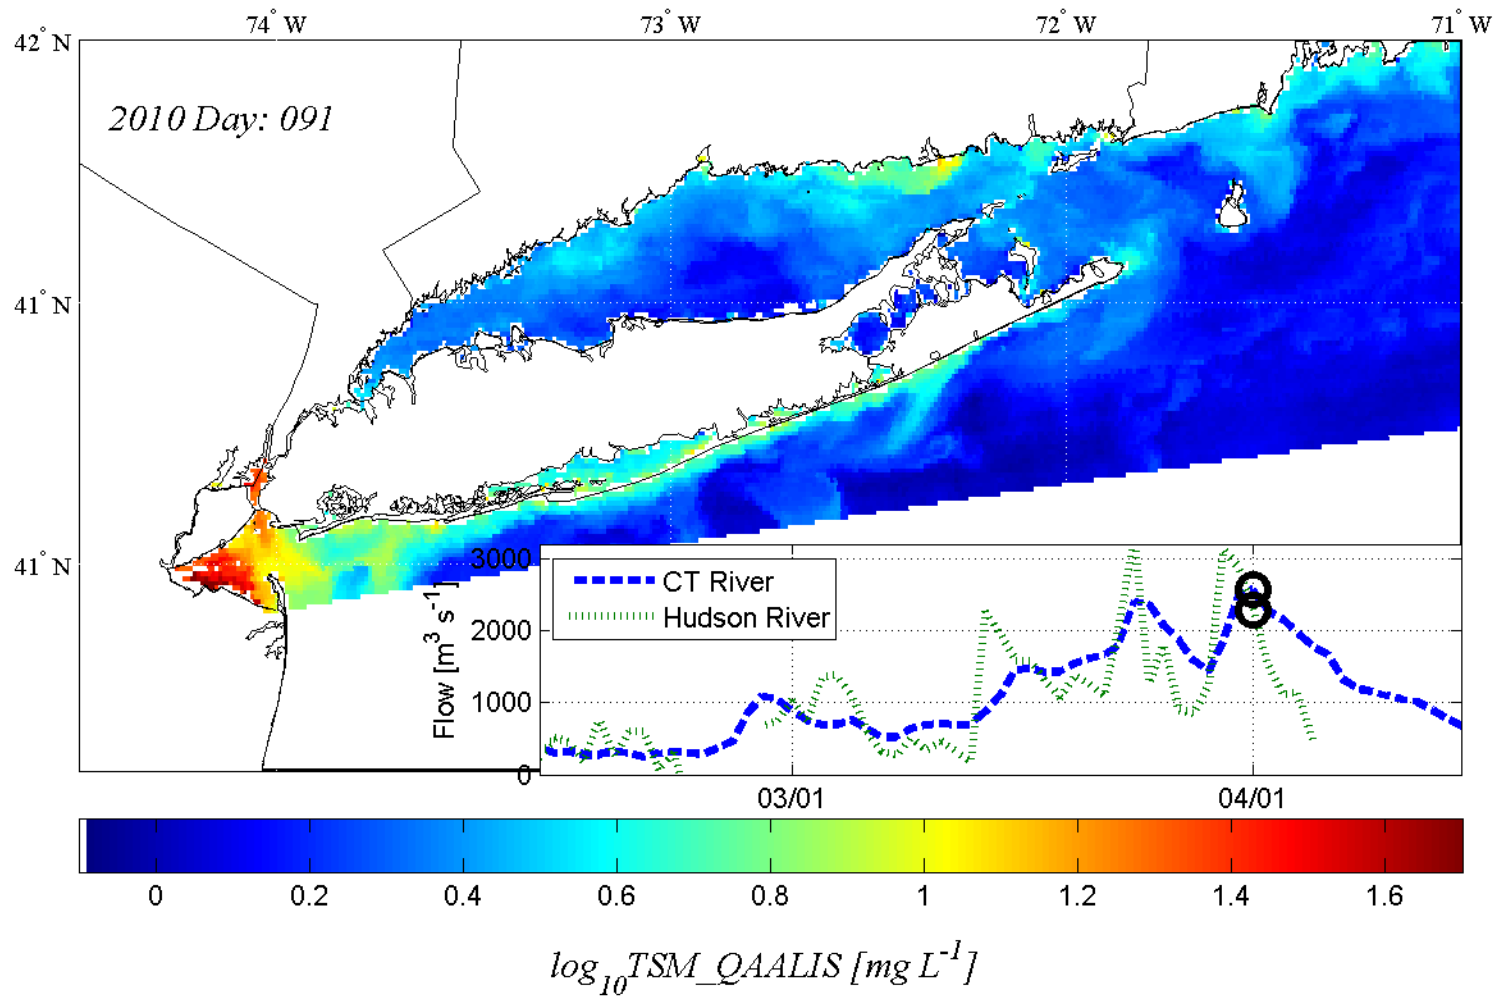 74° W 73° W 72° W 71° W
42° N
2010 Day: 091
41° N
41° N
3000
2000
1000
0
Flow [m³ s⁻¹]
CT River
Hudson River
03/01 04/01
0 0.2 0.4 0.6 0.8 1 1.2 1.4 1.6
log₁₀TSM_QAALIS [mg L⁻¹]